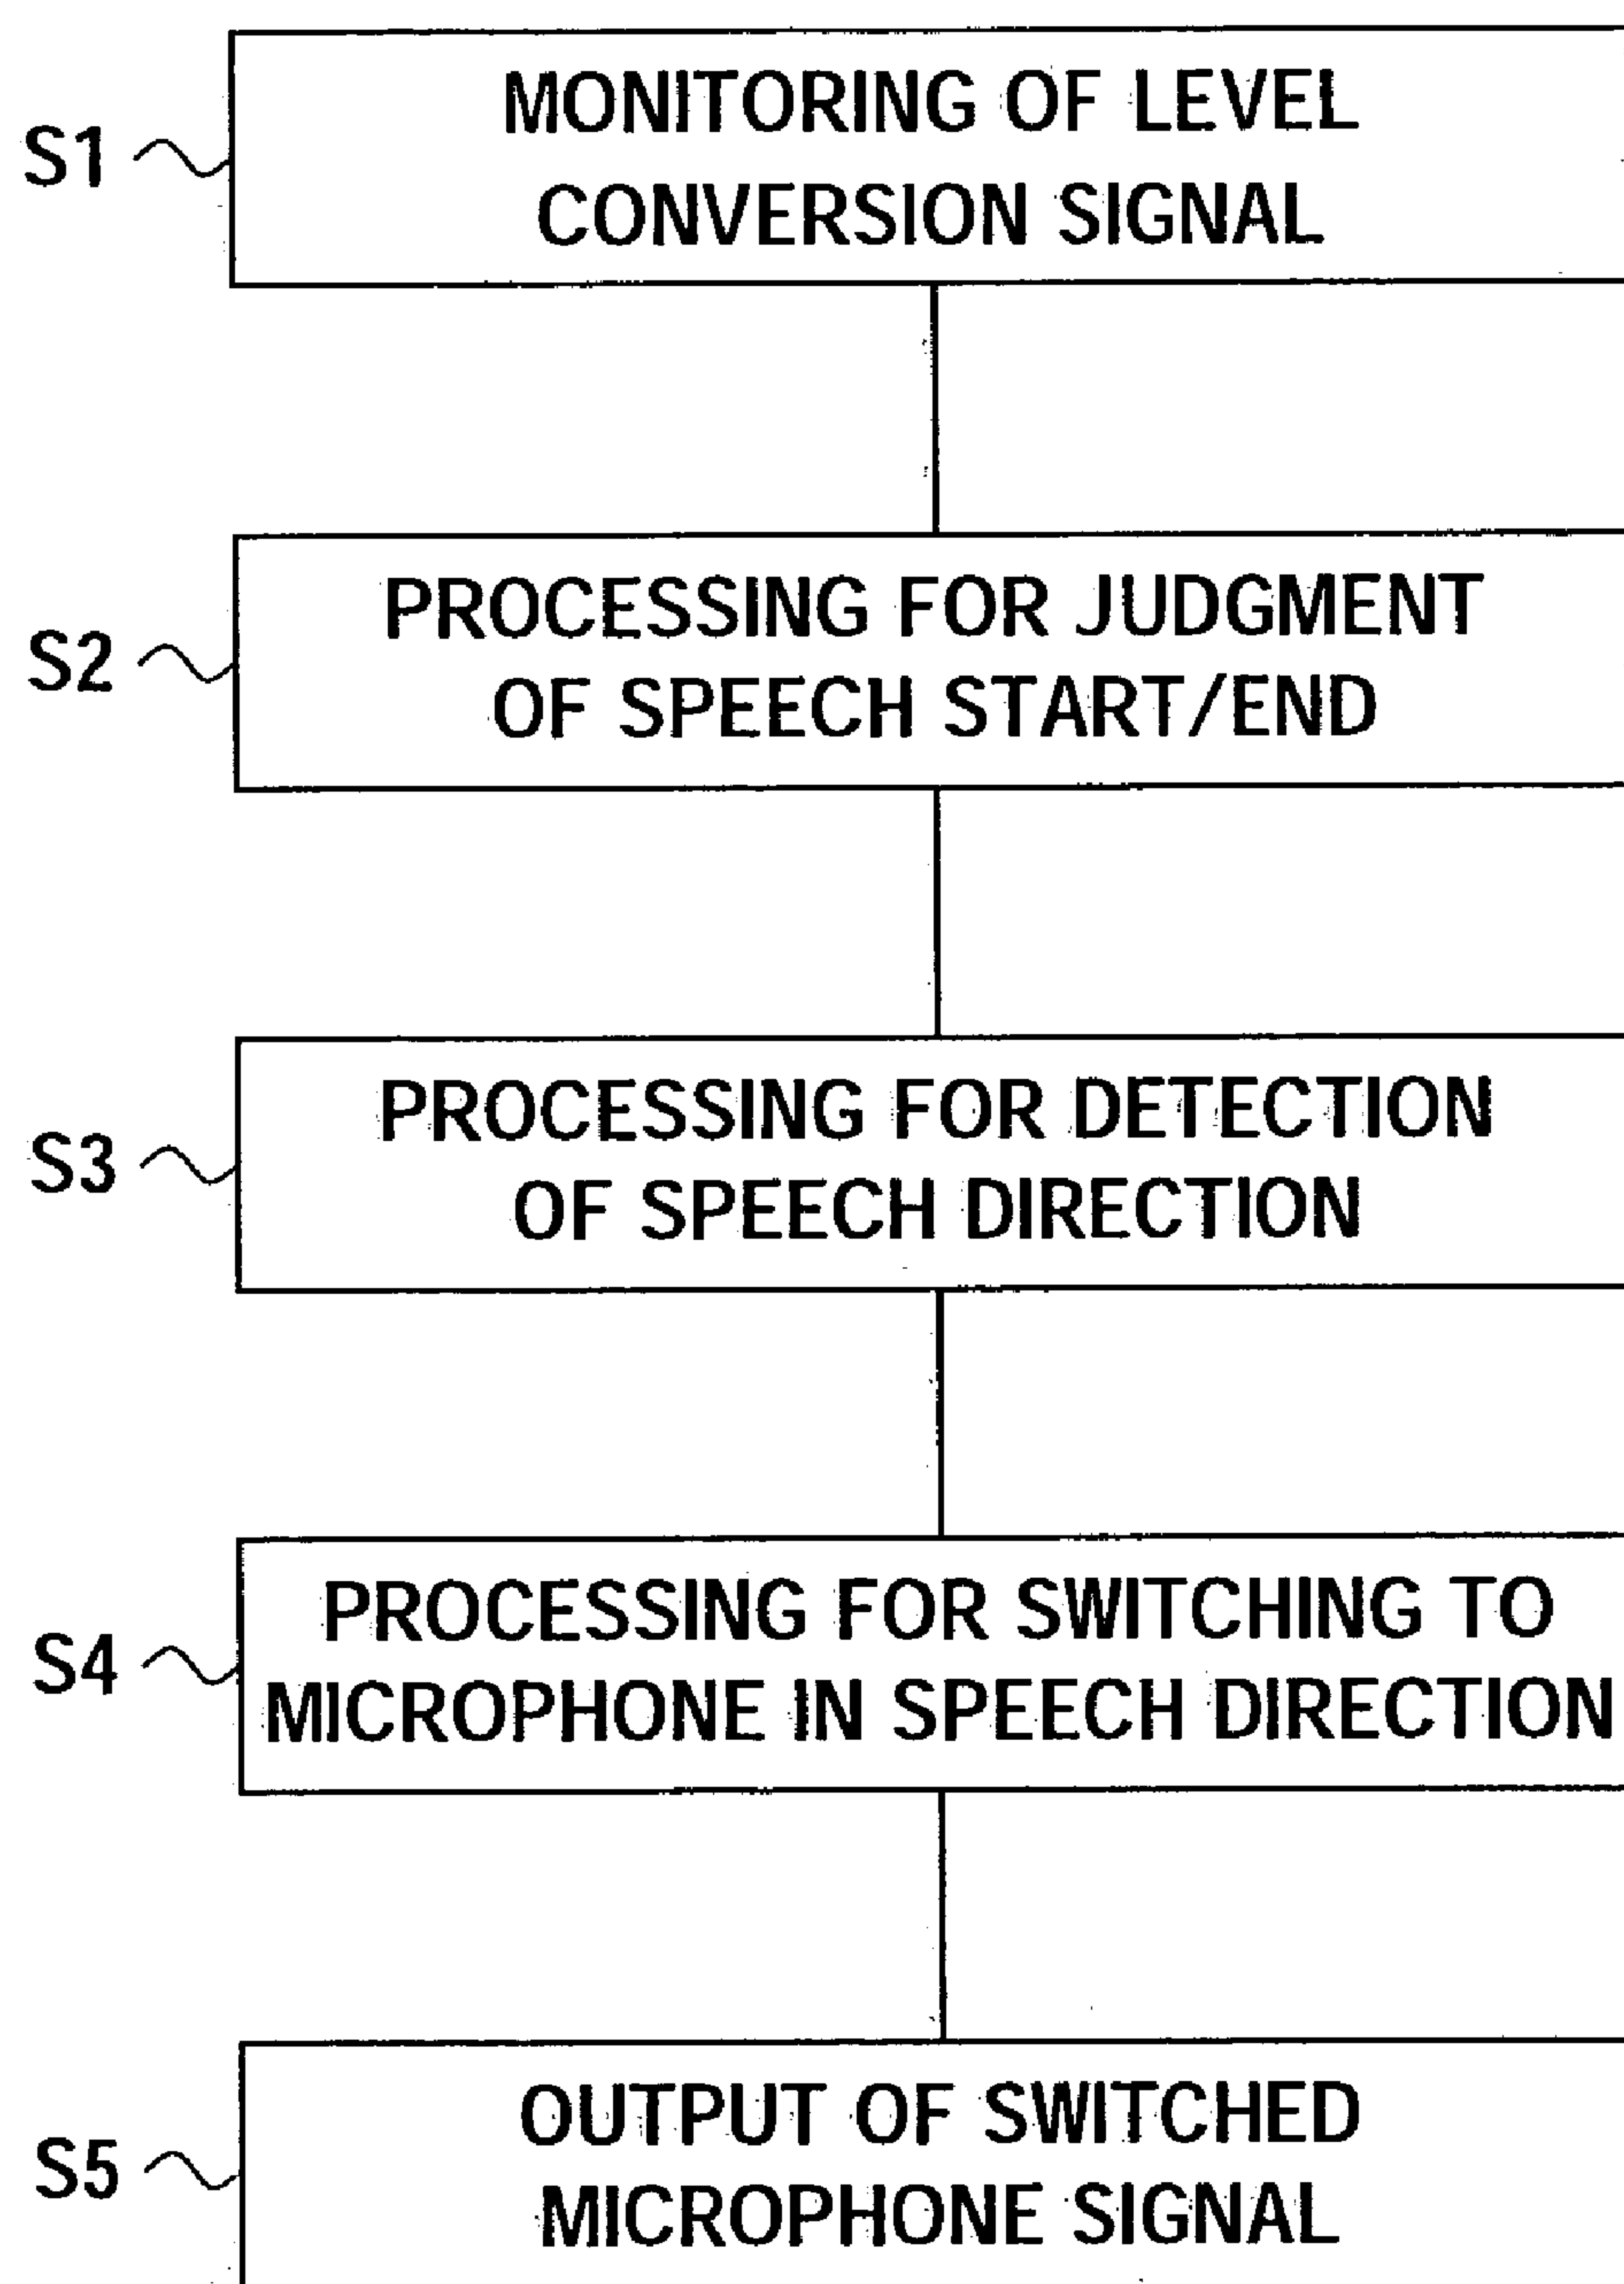 MONITORING OF LEVEL
S1
CONVERSION SIGNAL
PROCESSING FOR JUDGMENT
S2
OF SPEECH START/END
PROCESSING FOR DETECTION
S3
OF SPEECH DIRECTION
PROCESSING FOR SWITCHING TO
S4
MICROPHONE IN SPEECH DIRECTION
OUTPUT OF SWITCHED
S5
MICROPHONE SIGNAL